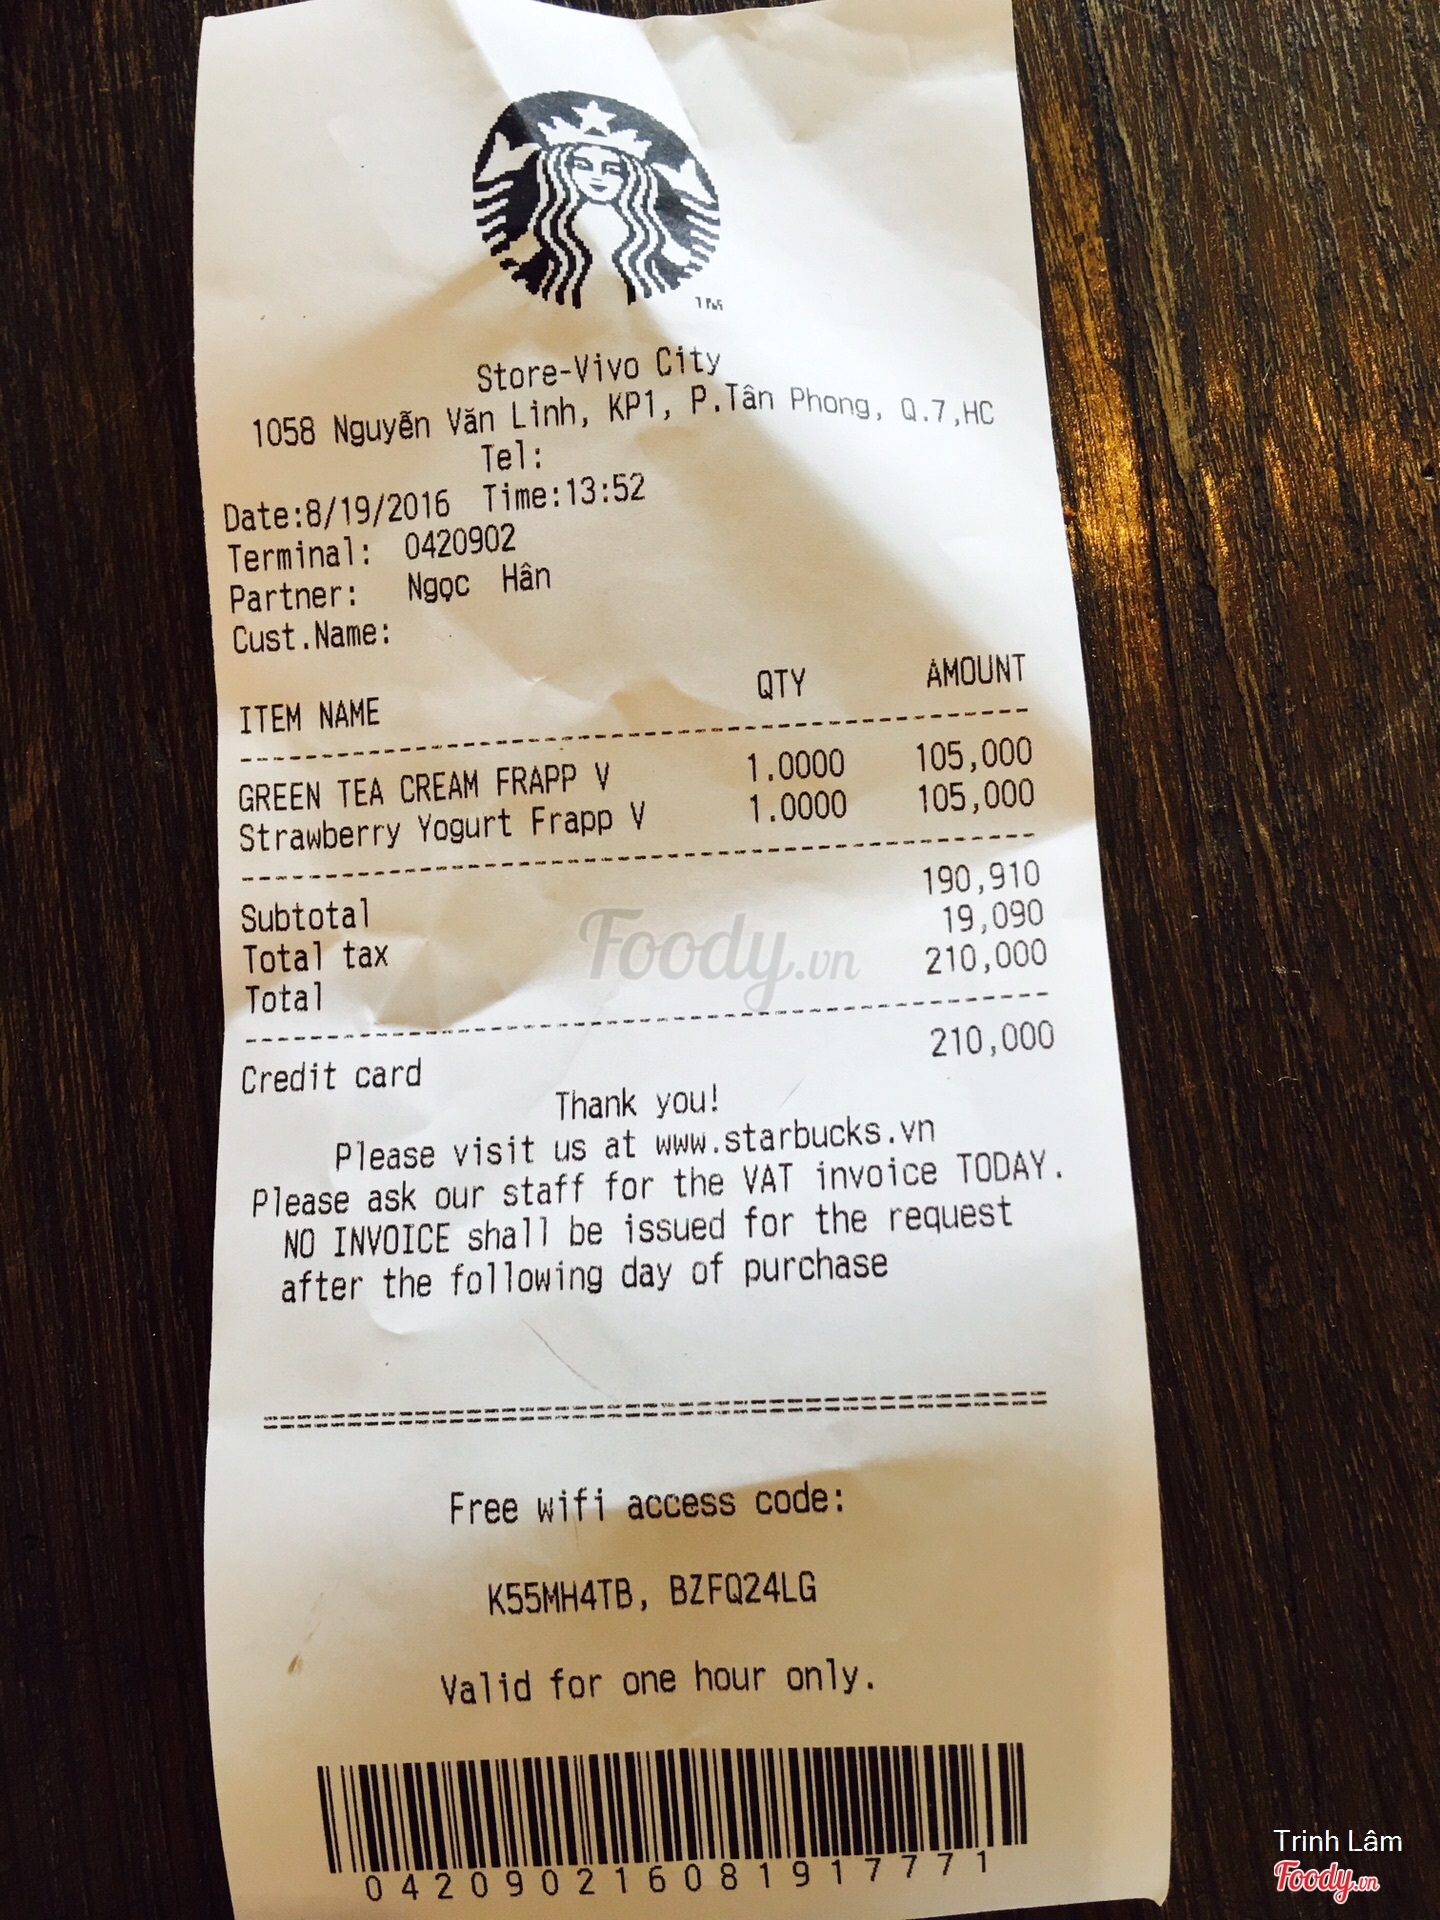 TM
Store-Vivo City
1058 Nguyễn Văn Linh, KP1, P.Tân Phong, Q.7,HC
Tel:
Date:8/19/2016 Time:13:52
Terminal: 0420902
Partner: Ngọc Hân
Cust.Name:
ITEM NAME QTY AMOUNT
GREEN TEA CREAM FRAPP V 1.0000 105,000
Strawberry Yogurt Frapp V 1.0000 105,000
Subtotal 190,910
Total tax 19,090
Total 210,000
Foody.vn
Credit card 210,000
Thank you!
Please visit us at www.starbucks.vn
Please ask our staff for the VAT invoice TODAY.
NO INVOICE shall be issued for the request
after the following day of purchase
Free wifi access code:
K55MH4TB, BZFQ24LG
Valid for one hour only.
04209021608191777​1
Trinh Lâm
Foody.vn